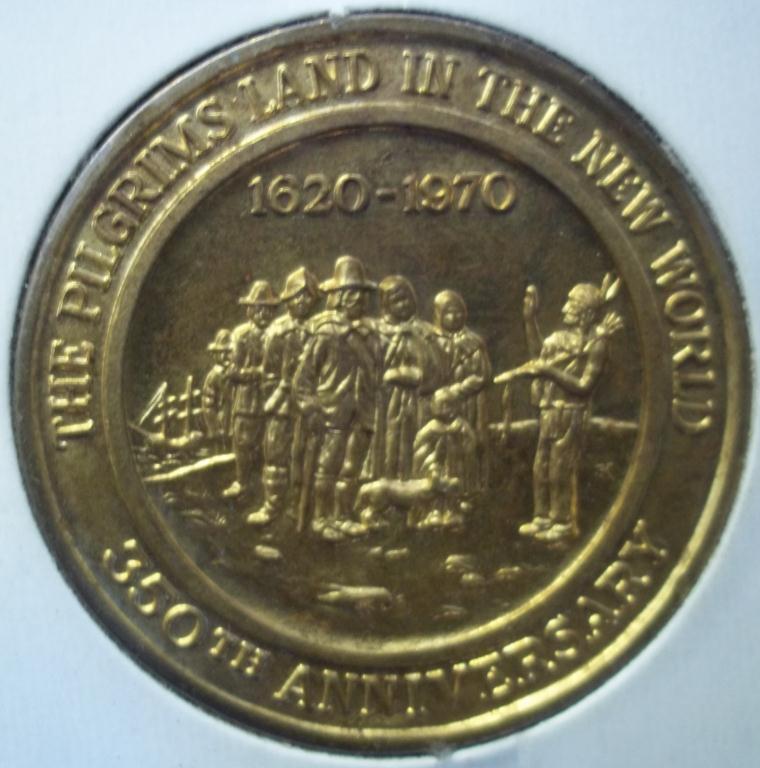 THE PILGRIMS LAND IN THE NEW WORLD
1620-1970
350TH ANNIVERSARY